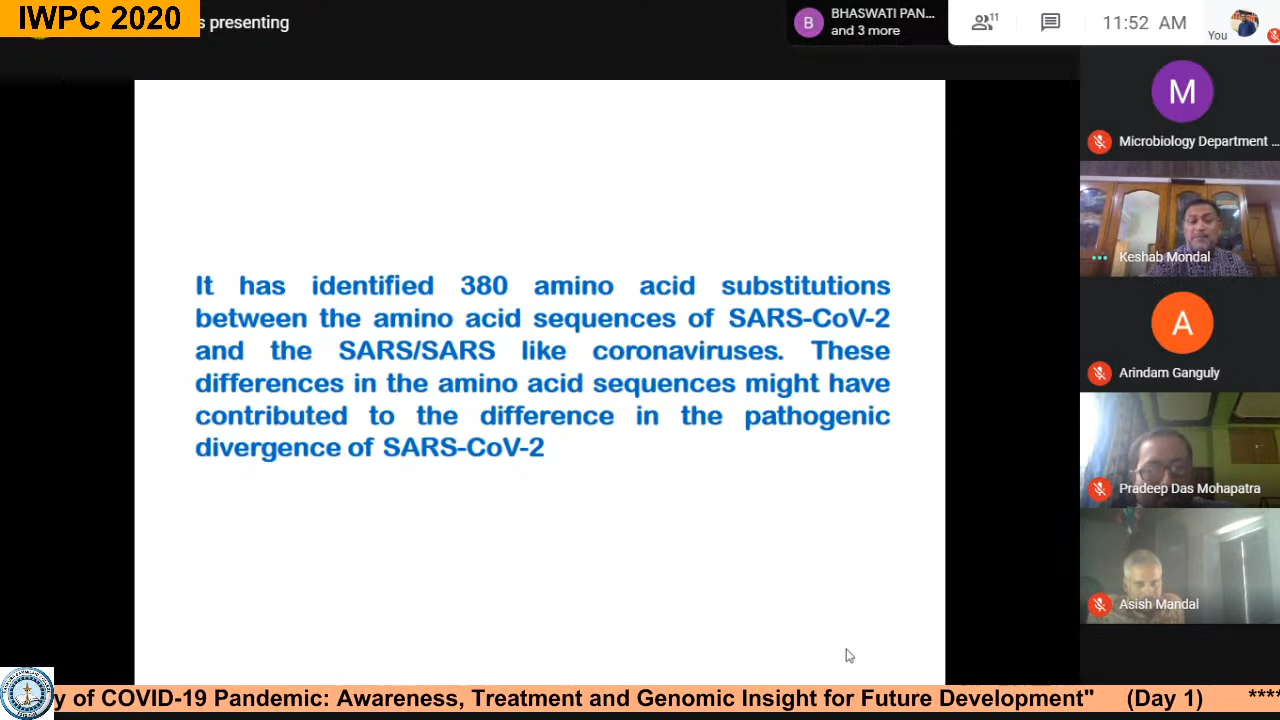 IWPC 2020
s presenting
B
BHASWATI PAN...
and 3 more
11
11:52 AM
You
M
Microbiology Department ...
Keshab Mondal
A
Arindam Ganguly
Pradeep Das Mohapatra
Asish Mandal
It has identified 380 amino acid substitutions
between the amino acid sequences of SARS-CoV-2
and the SARS/SARS like coronaviruses. These
differences in the amino acid sequences might have
contributed to the difference in the pathogenic
divergence of SARS-CoV-2
y of COVID-19 Pandemic: Awareness, Treatment and Genomic Insight for Future Development" (Day 1) ****